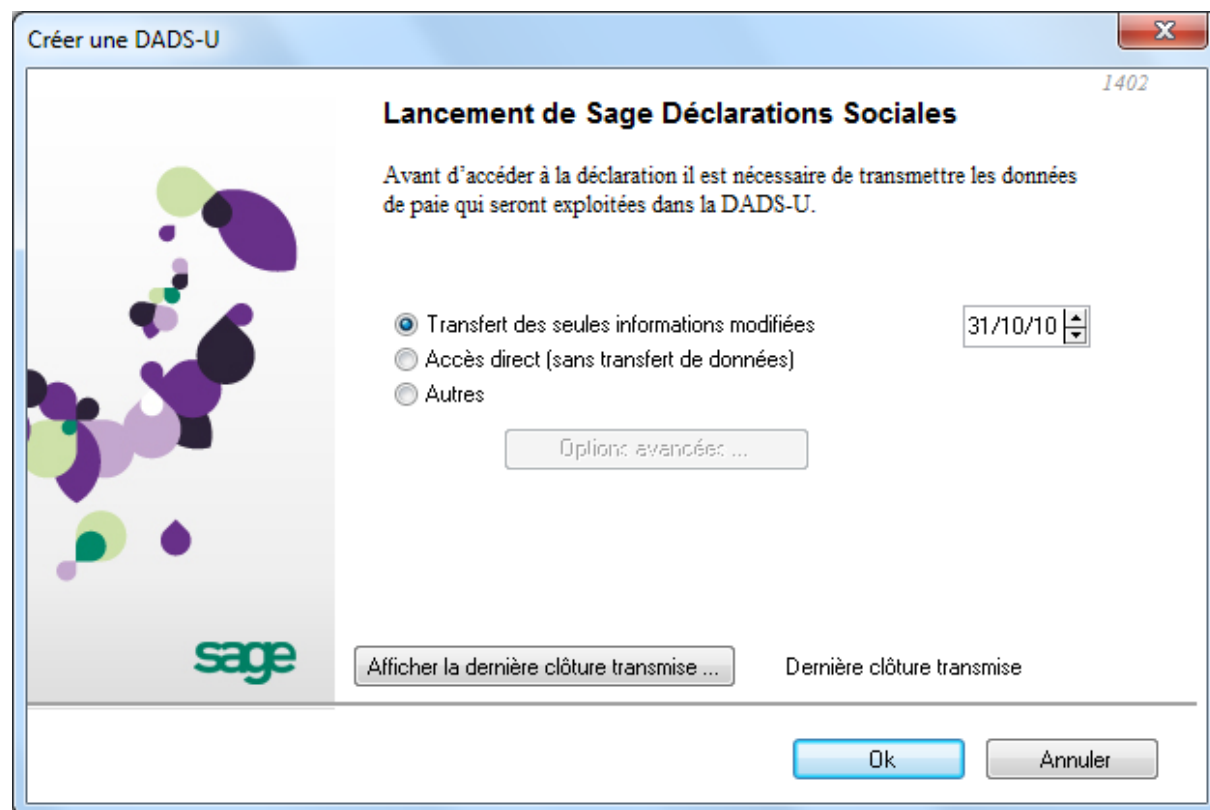 Créer une DADS-U
1402
Lancement de Sage Déclarations Sociales
Avant d'accéder à la déclaration il est nécessaire de transmettre les données
de paie qui seront exploitées dans la DADS-U.
Transfert des seules informations modifiées 31/10/10
Accès direct (sans transfert de données)
Autres
Options avancées ...
sage
Afficher la dernière clôture transmise ... Dernière clôture transmise
Ok Annuler